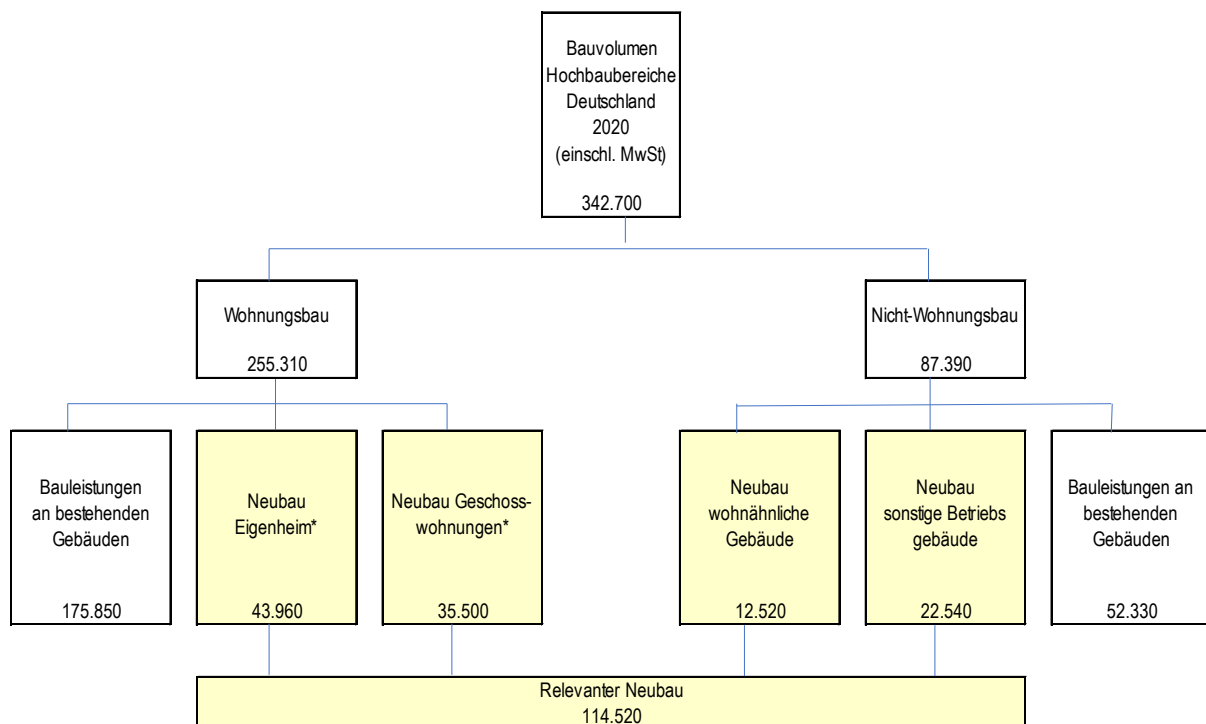 Bauvolumen
Hochbaubereiche
Deutschland
2020
(einschl. MwSt)
342.700
Wohnungsbau
255.310
Nicht-Wohnungsbau
87.390
Bauleistungen
an bestehenden
Gebäuden
175.850
Neubau
Eigenheim*
43.960
Neubau Geschoss-
wohnungen*
35.500
Neubau
wohnähnliche
Gebäude
12.520
Neubau
sonstige Betriebs
gebäude
22.540
Bauleistungen an
bestehenden
Gebäuden
52.330
Relevanter Neubau
114.520